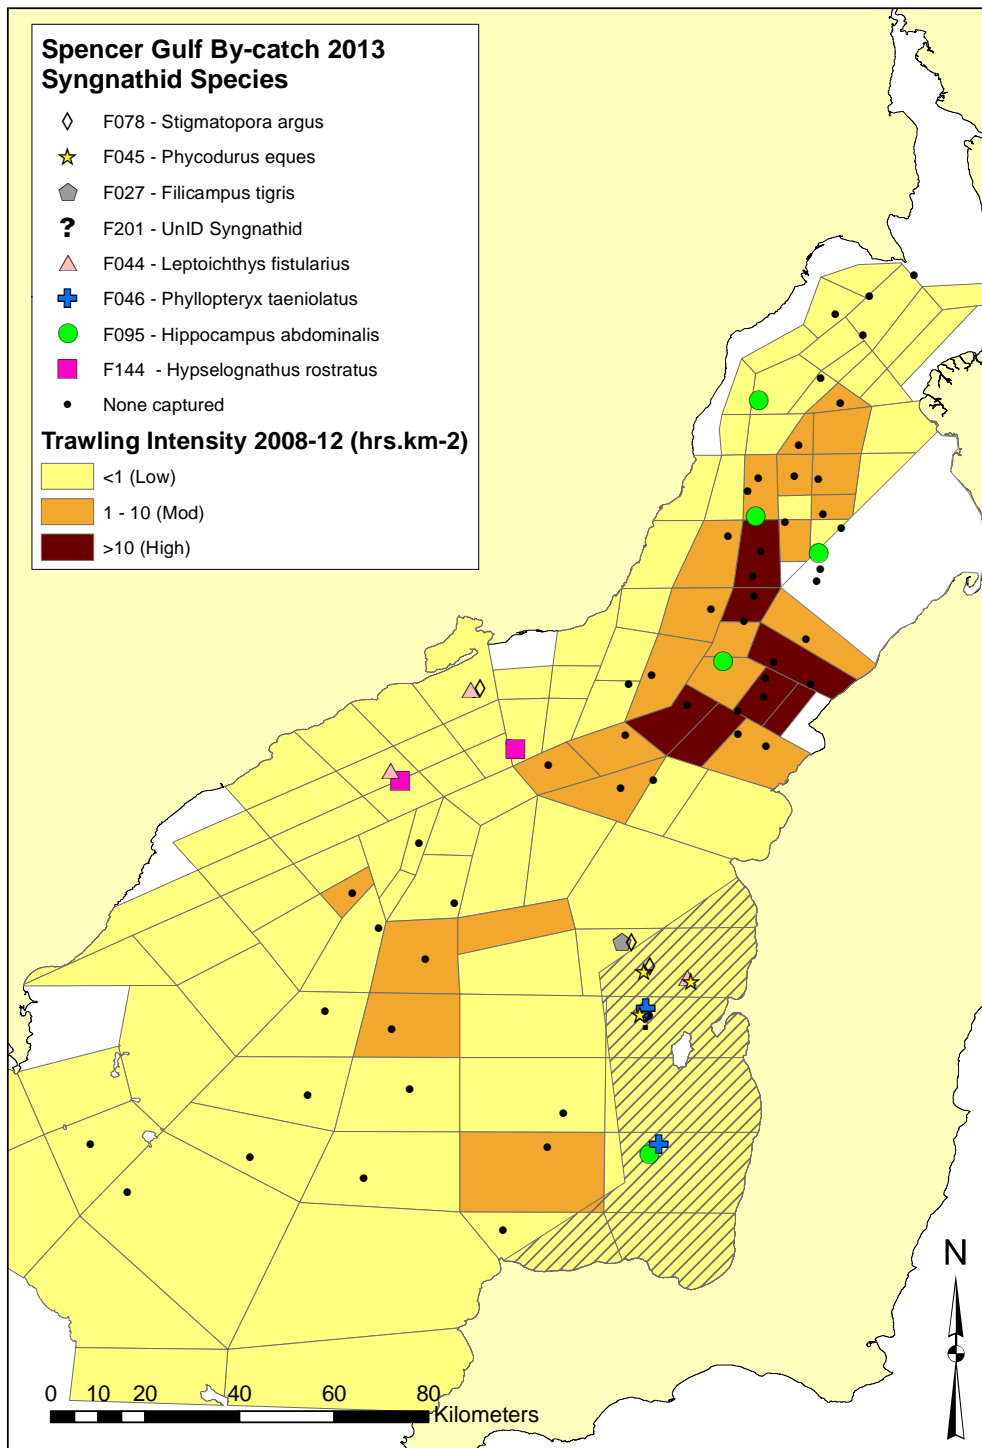 Spencer Gulf By-catch 2013
Syngnathid Species
F078 - Stigmatopora argus
F045 - Phycodurus eques
F027 - Filicampus tigris
? F201 - UnID Syngnathid
F044 - Leptoichthys fistularius
F046 - Phyllopteryx taeniolatus
F095 - Hippocampus abdominalis
F144 - Hypselognathus rostratus
None captured
Trawling Intensity 2008-12 (hrs.km-2)
<1 (Low)
1 - 10 (Mod)
>10 (High)
?
N
0 10 20 40 60 80
Kilometers